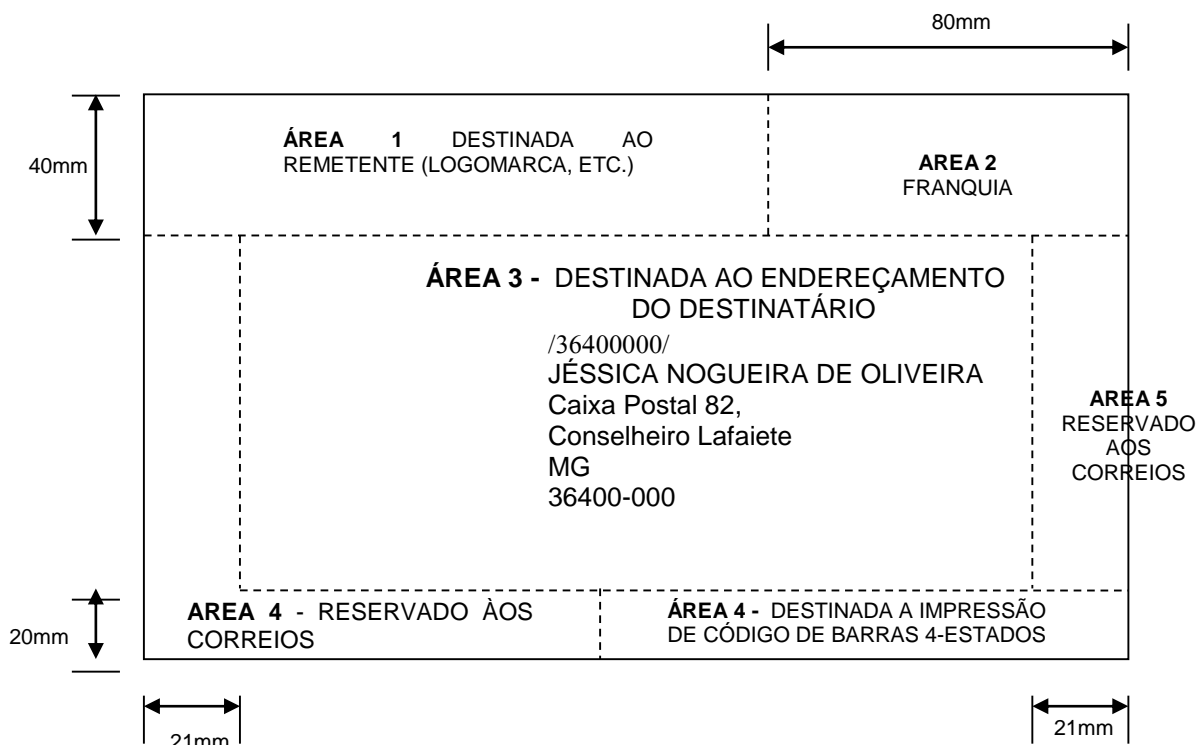 80mm
40mm
ÁREA 1 DESTINADA AO
REMETENTE (LOGOMARCA, ETC.)
AREA 2
FRANQUIA
ÁREA 3 - DESTINADA AO ENDEREÇAMENTO
DO DESTINATÁRIO
/36400000/
JÉSSICA NOGUEIRA DE OLIVEIRA
Caixa Postal 82,
Conselheiro Lafaiete
MG
36400-000
AREA 5
RESERVADO
AOS
CORREIOS
20mm
AREA 4 - RESERVADO ÀOS
CORREIOS
ÁREA 4 - DESTINADA A IMPRESSÃO
DE CÓDIGO DE BARRAS 4-ESTADOS
21mm
21mm